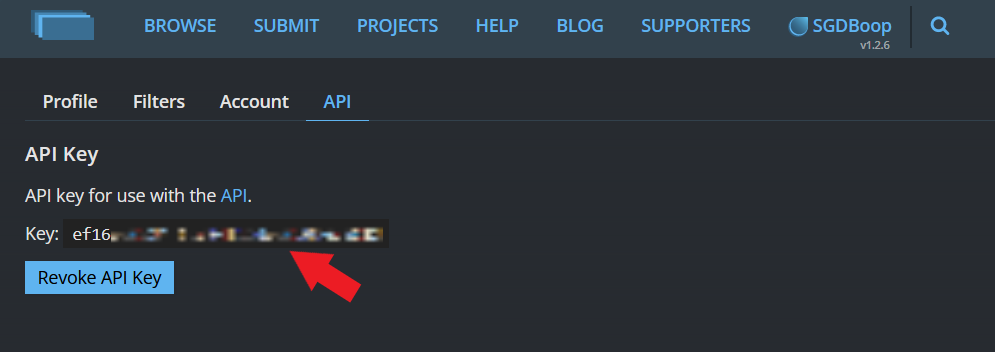 BROWSE SUBMIT PROJECTS HELP BLOG SUPPORTERS SGDBoop
v1.2.6
Profile Filters Account API
API Key
API key for use with the API.
Key: ef16
Revoke API Key